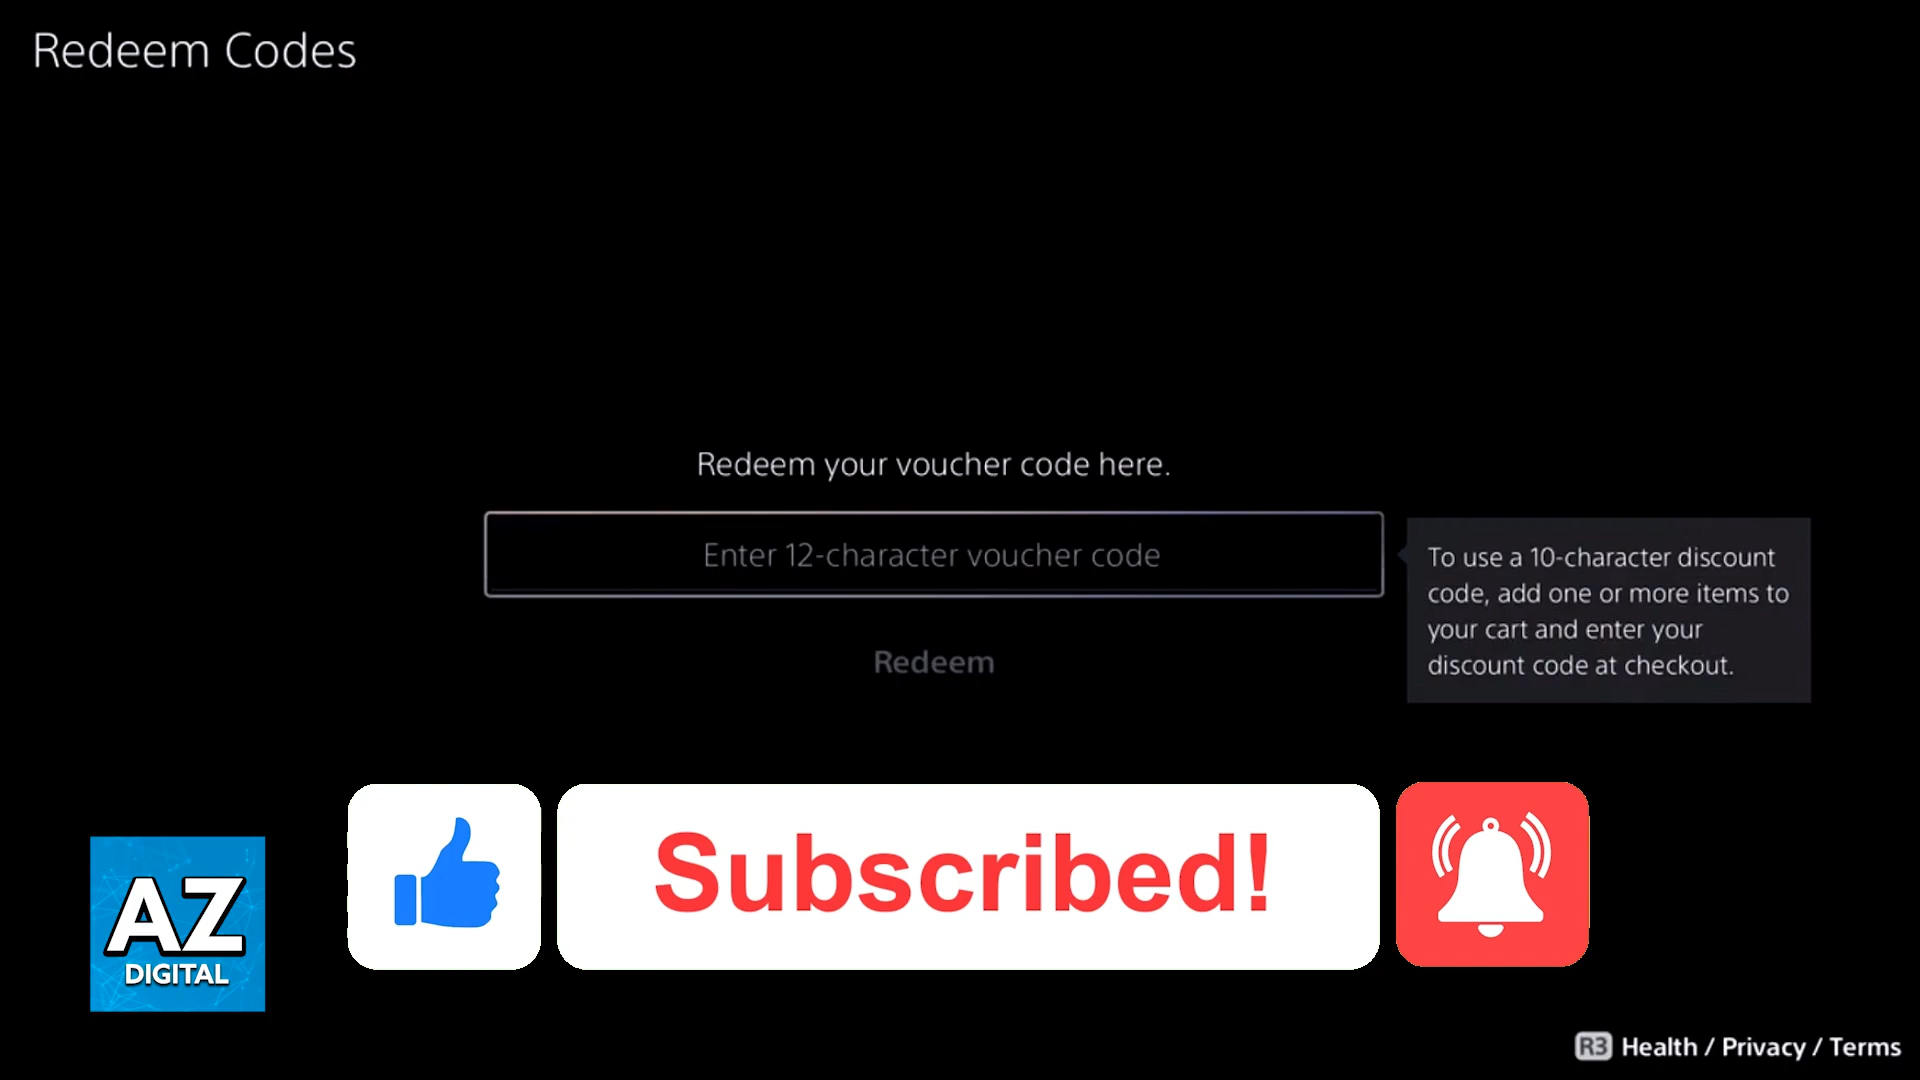 Redeem Codes
Redeem your voucher code here.
Enter 12-character voucher code
To use a 10-character discount
code, add one or more items to
your cart and enter your
discount code at checkout.
Redeem
Subscribed!
AZ
DIGITAL
R3 Health / Privacy / Terms